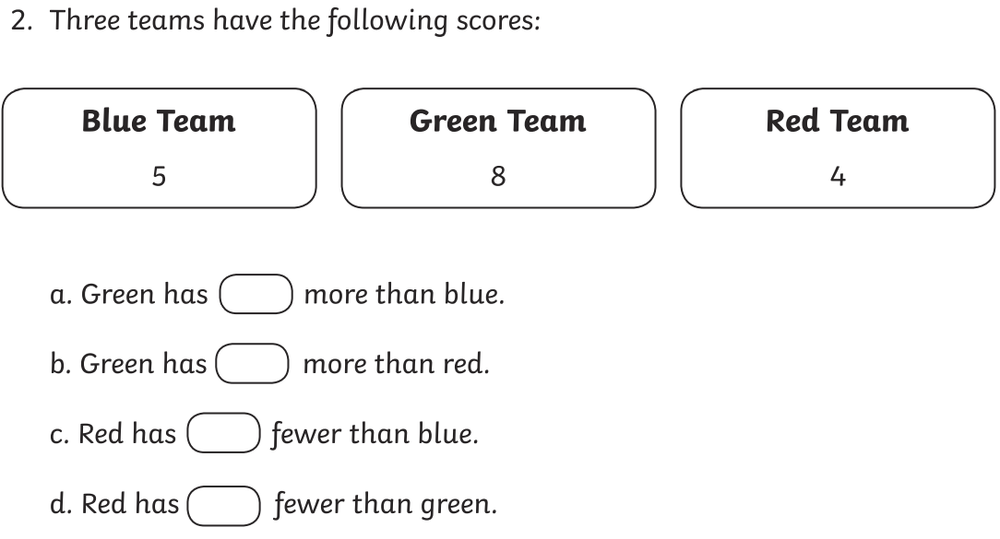 2. Three teams have the following scores:
Blue Team
5
Green Team
8
Red Team
4
a. Green has more than blue.
b. Green has more than red.
c. Red has fewer than blue.
d. Red has fewer than green.